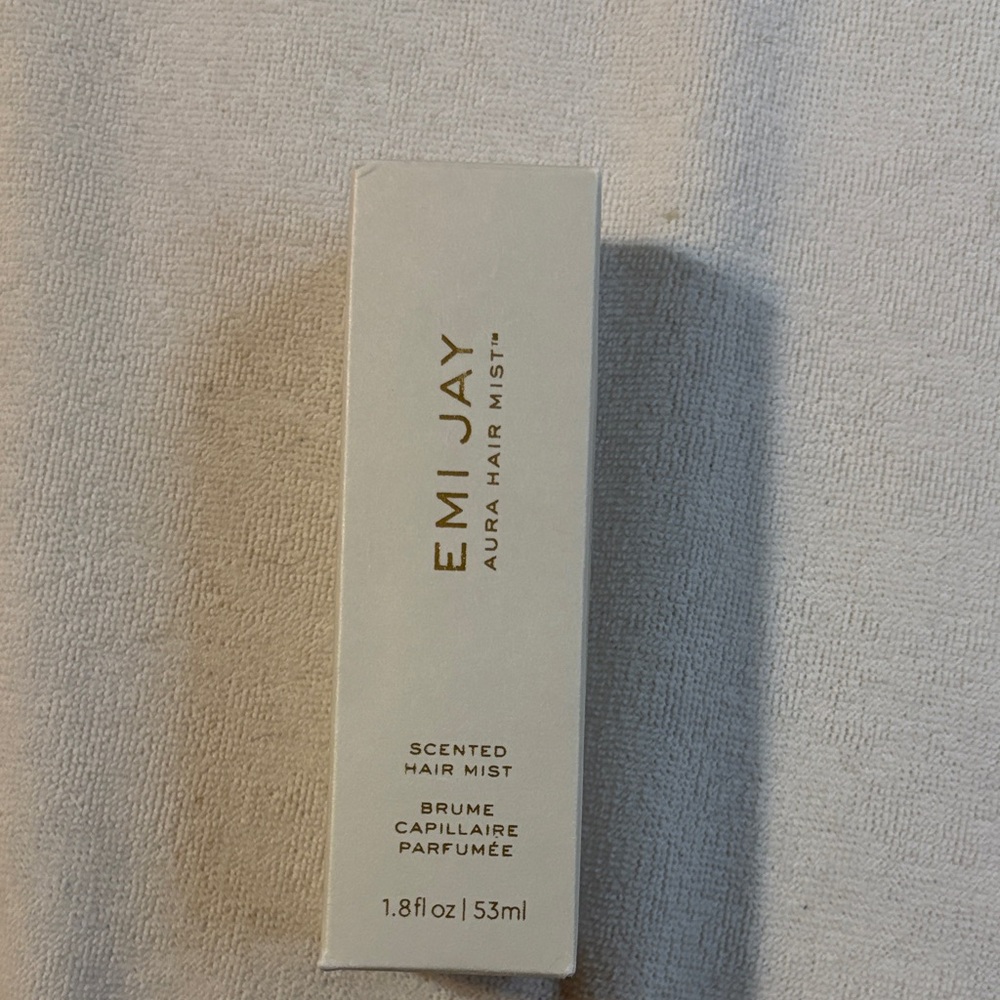 EMI JAY
AURA HAIR MIST™
SCENTED
HAIR MIST
BRUME
CAPILLAIRE
PARFUMÉE
1.8fl oz | 53ml